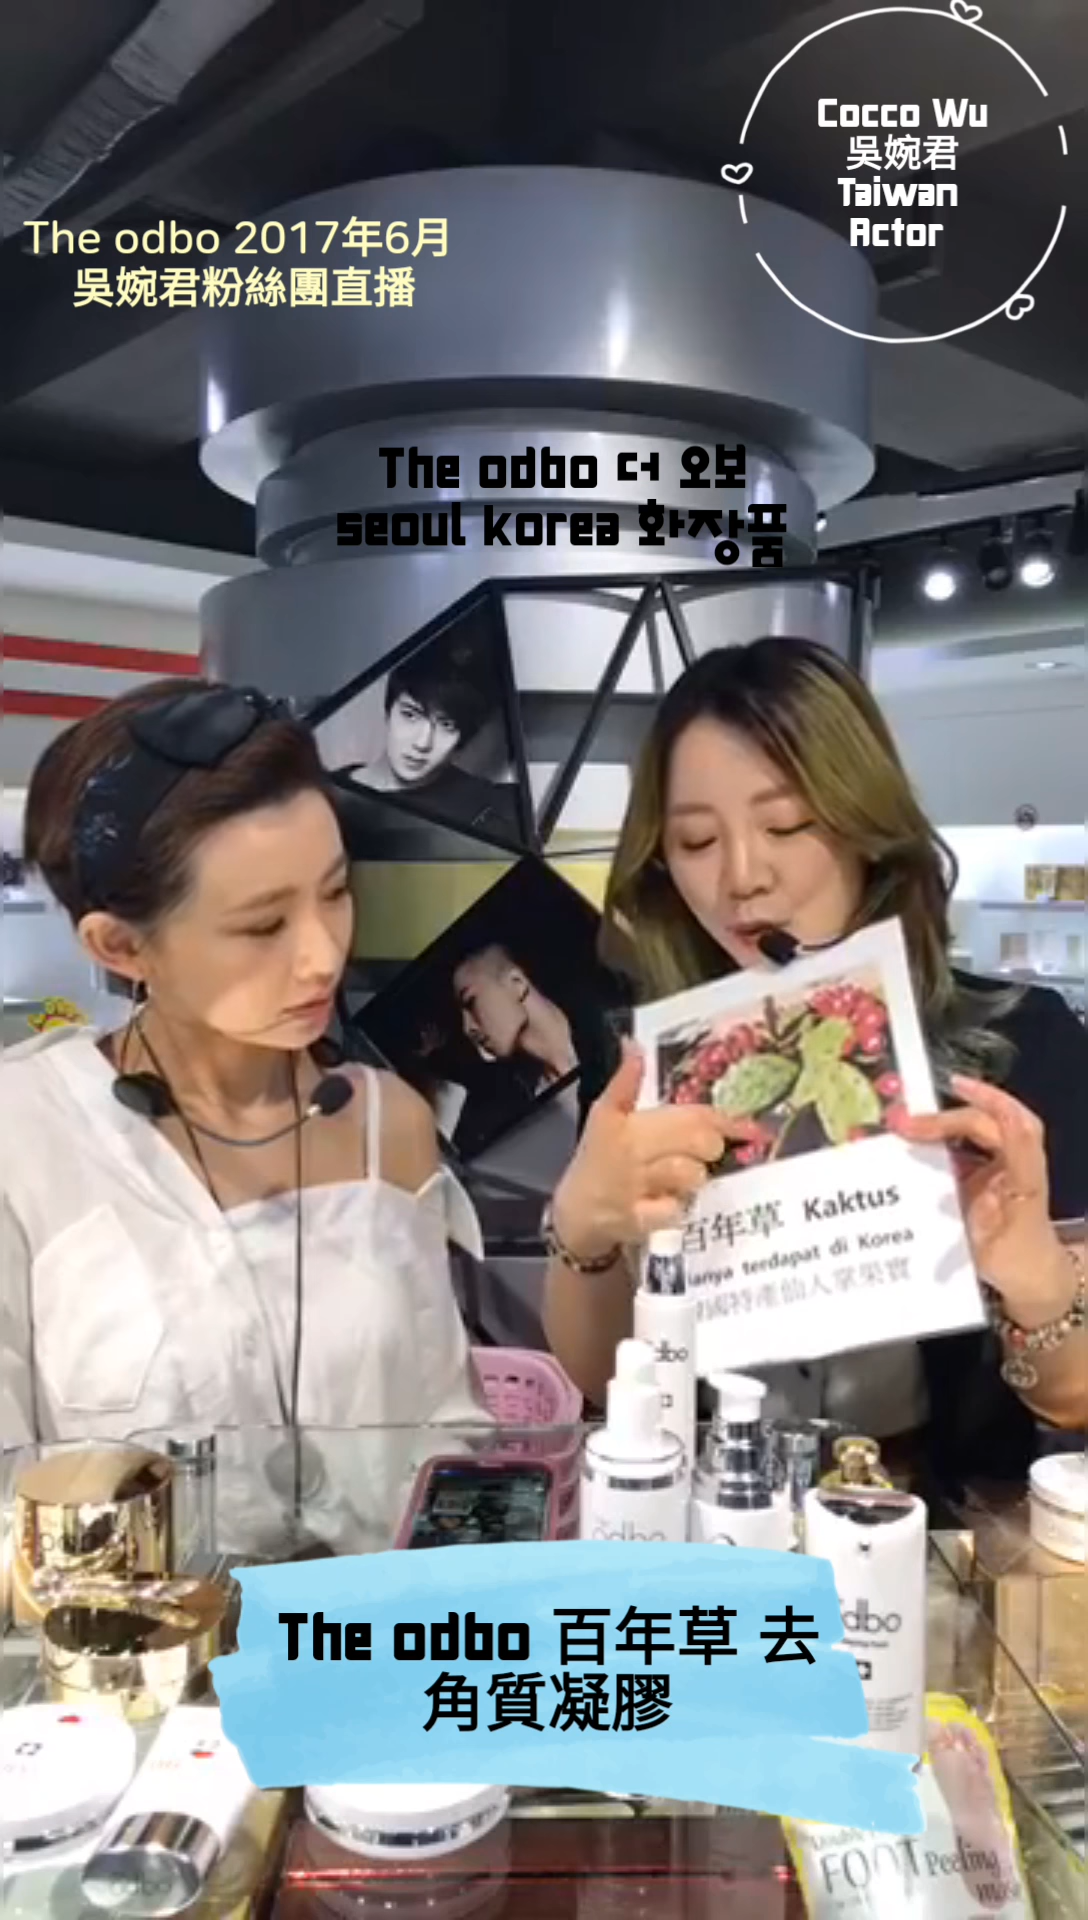 Cocco Wu
吳婉君
Taiwan
Actor
The odbo 2017年6月
吳婉君粉絲團直播
The odbo 더 오보
seoul korea 화장품
百年草 Kaktus
terdapat di Korea
特產仙人掌果實
odbo
odbo
odbo
The odbo 百年草 去
角質凝膠
FOOT Peeling